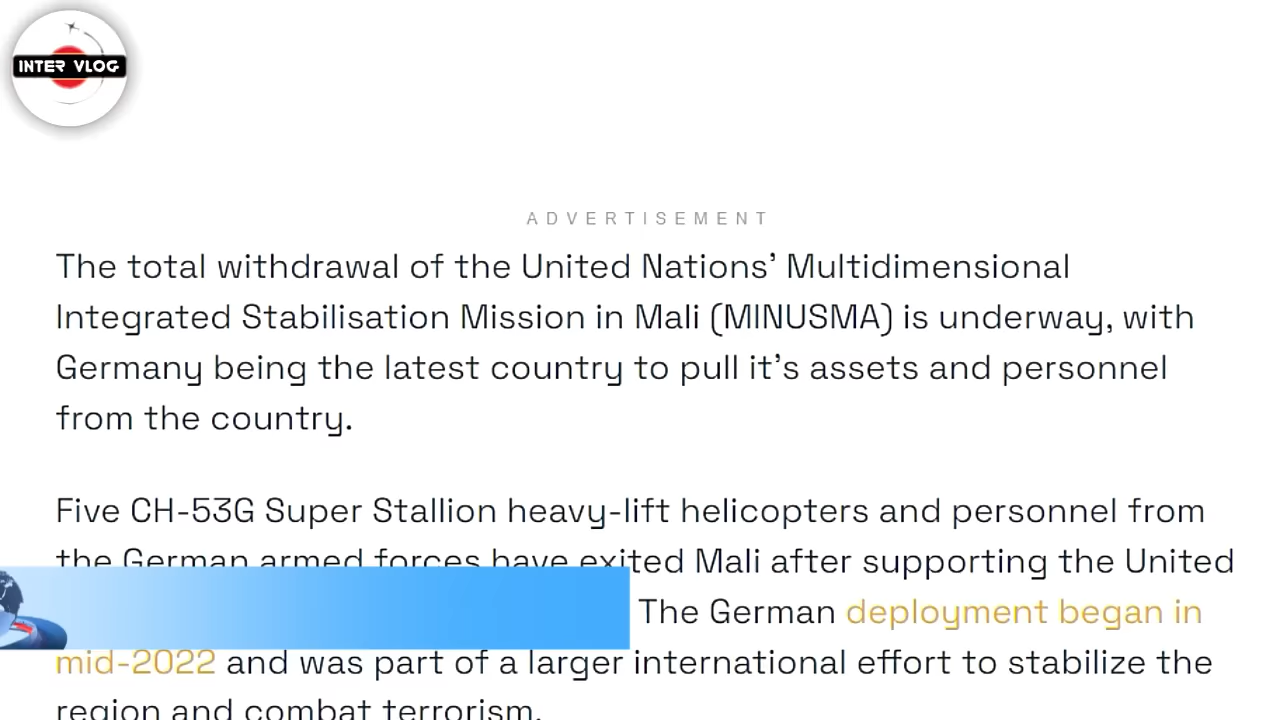 INTER VLOG
ADVERTISEMENT
The total withdrawal of the United Nations’ Multidimensional
Integrated Stabilisation Mission in Mali (MINUSMA) is underway, with
Germany being the latest country to pull it’s assets and personnel
from the country.
Five CH-53G Super Stallion heavy-lift helicopters and personnel from
the German armed forces have exited Mali after supporting the United
The German deployment began in
mid-2022 and was part of a larger international effort to stabilize the
region and combat terrorism.